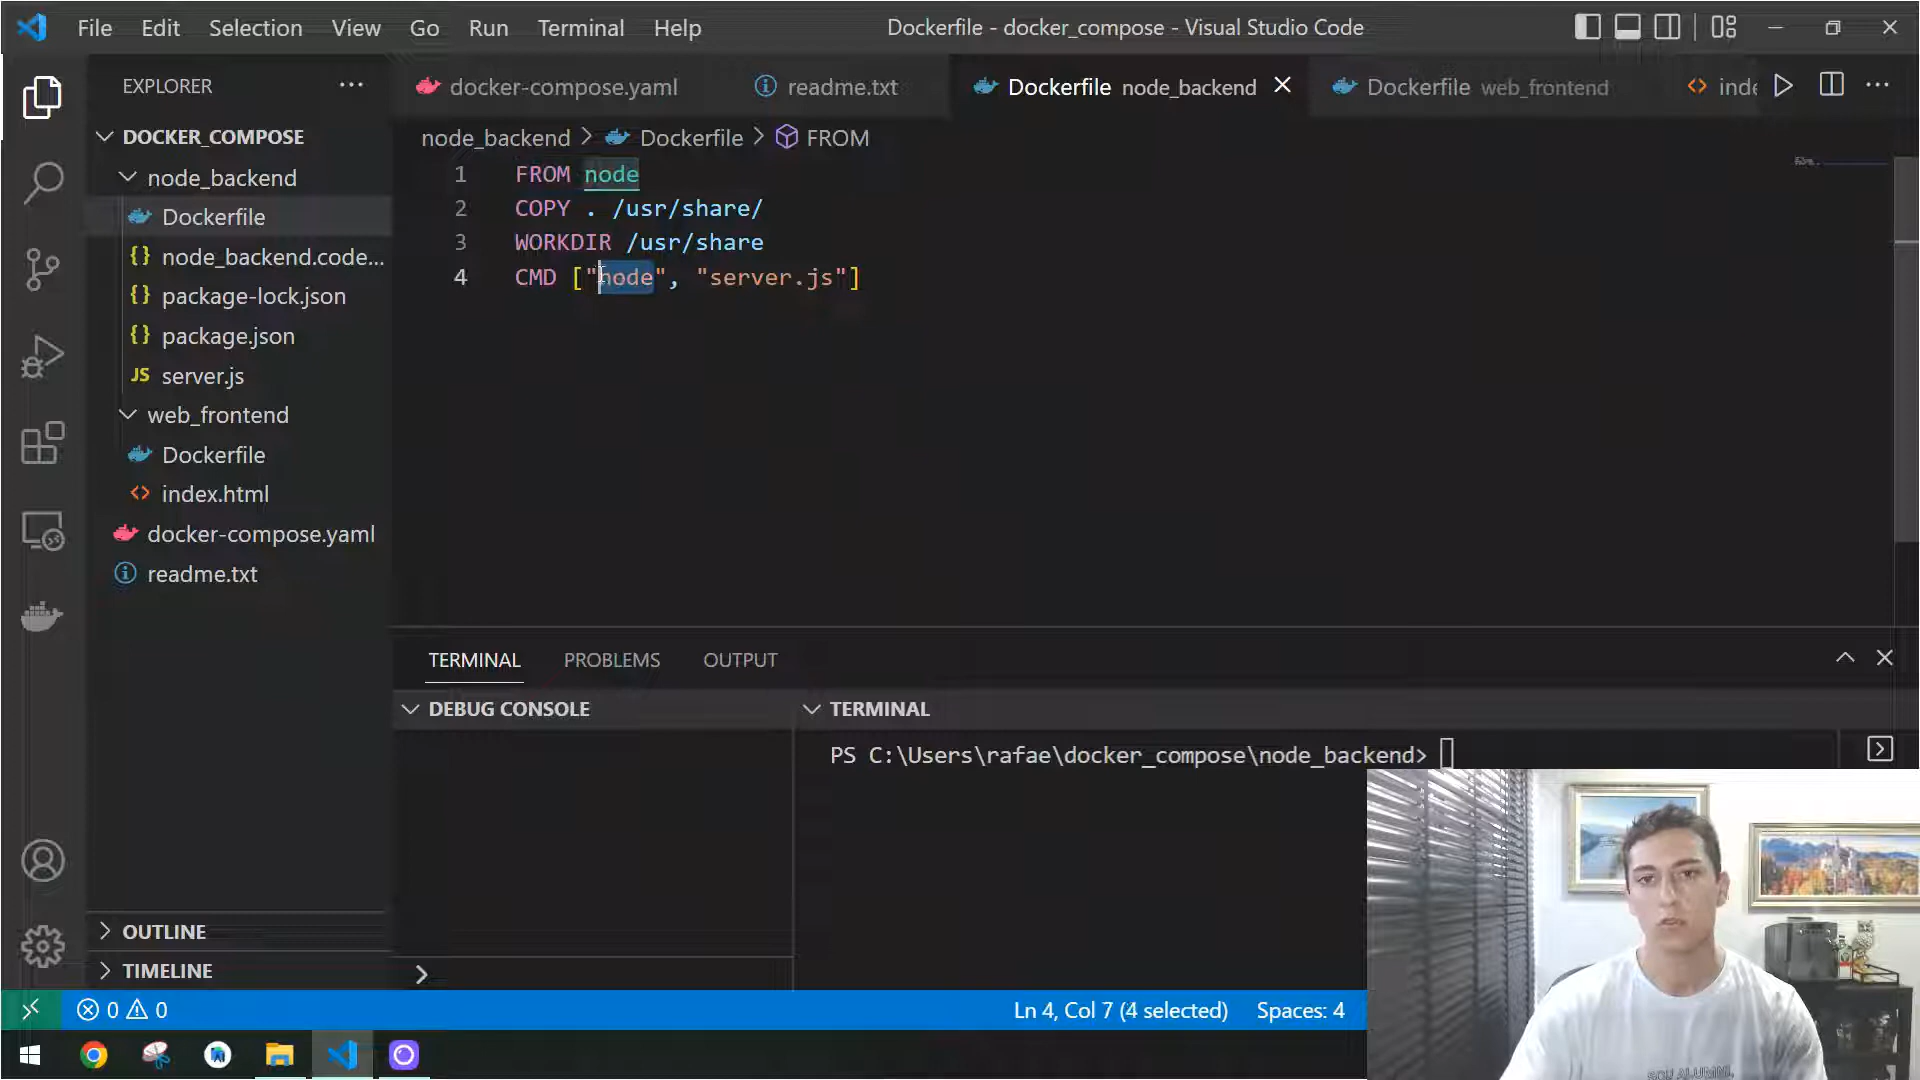 File Edit Selection View Go Run Terminal Help
Dockerfile - docker_compose - Visual Studio Code
EXPLORER
docker-compose.yaml
readme.txt
Dockerfile node_backend
Dockerfile web_frontend
inde
DOCKER_COMPOSE
node_backend
Dockerfile
node_backend.code...
package-lock.json
package.json
server.js
web_frontend
Dockerfile
index.html
docker-compose.yaml
readme.txt
OUTLINE
TIMELINE
node_backend > Dockerfile > FROM
1 FROM node
2 COPY . /usr/share/
3 WORKDIR /usr/share
4 CMD ["node", "server.js"]
TERMINAL PROBLEMS OUTPUT
DEBUG CONSOLE
TERMINAL
PS C:\Users\rafae\docker_compose\node_backend>
0 0
Ln 4, Col 7 (4 selected)
Spaces: 4